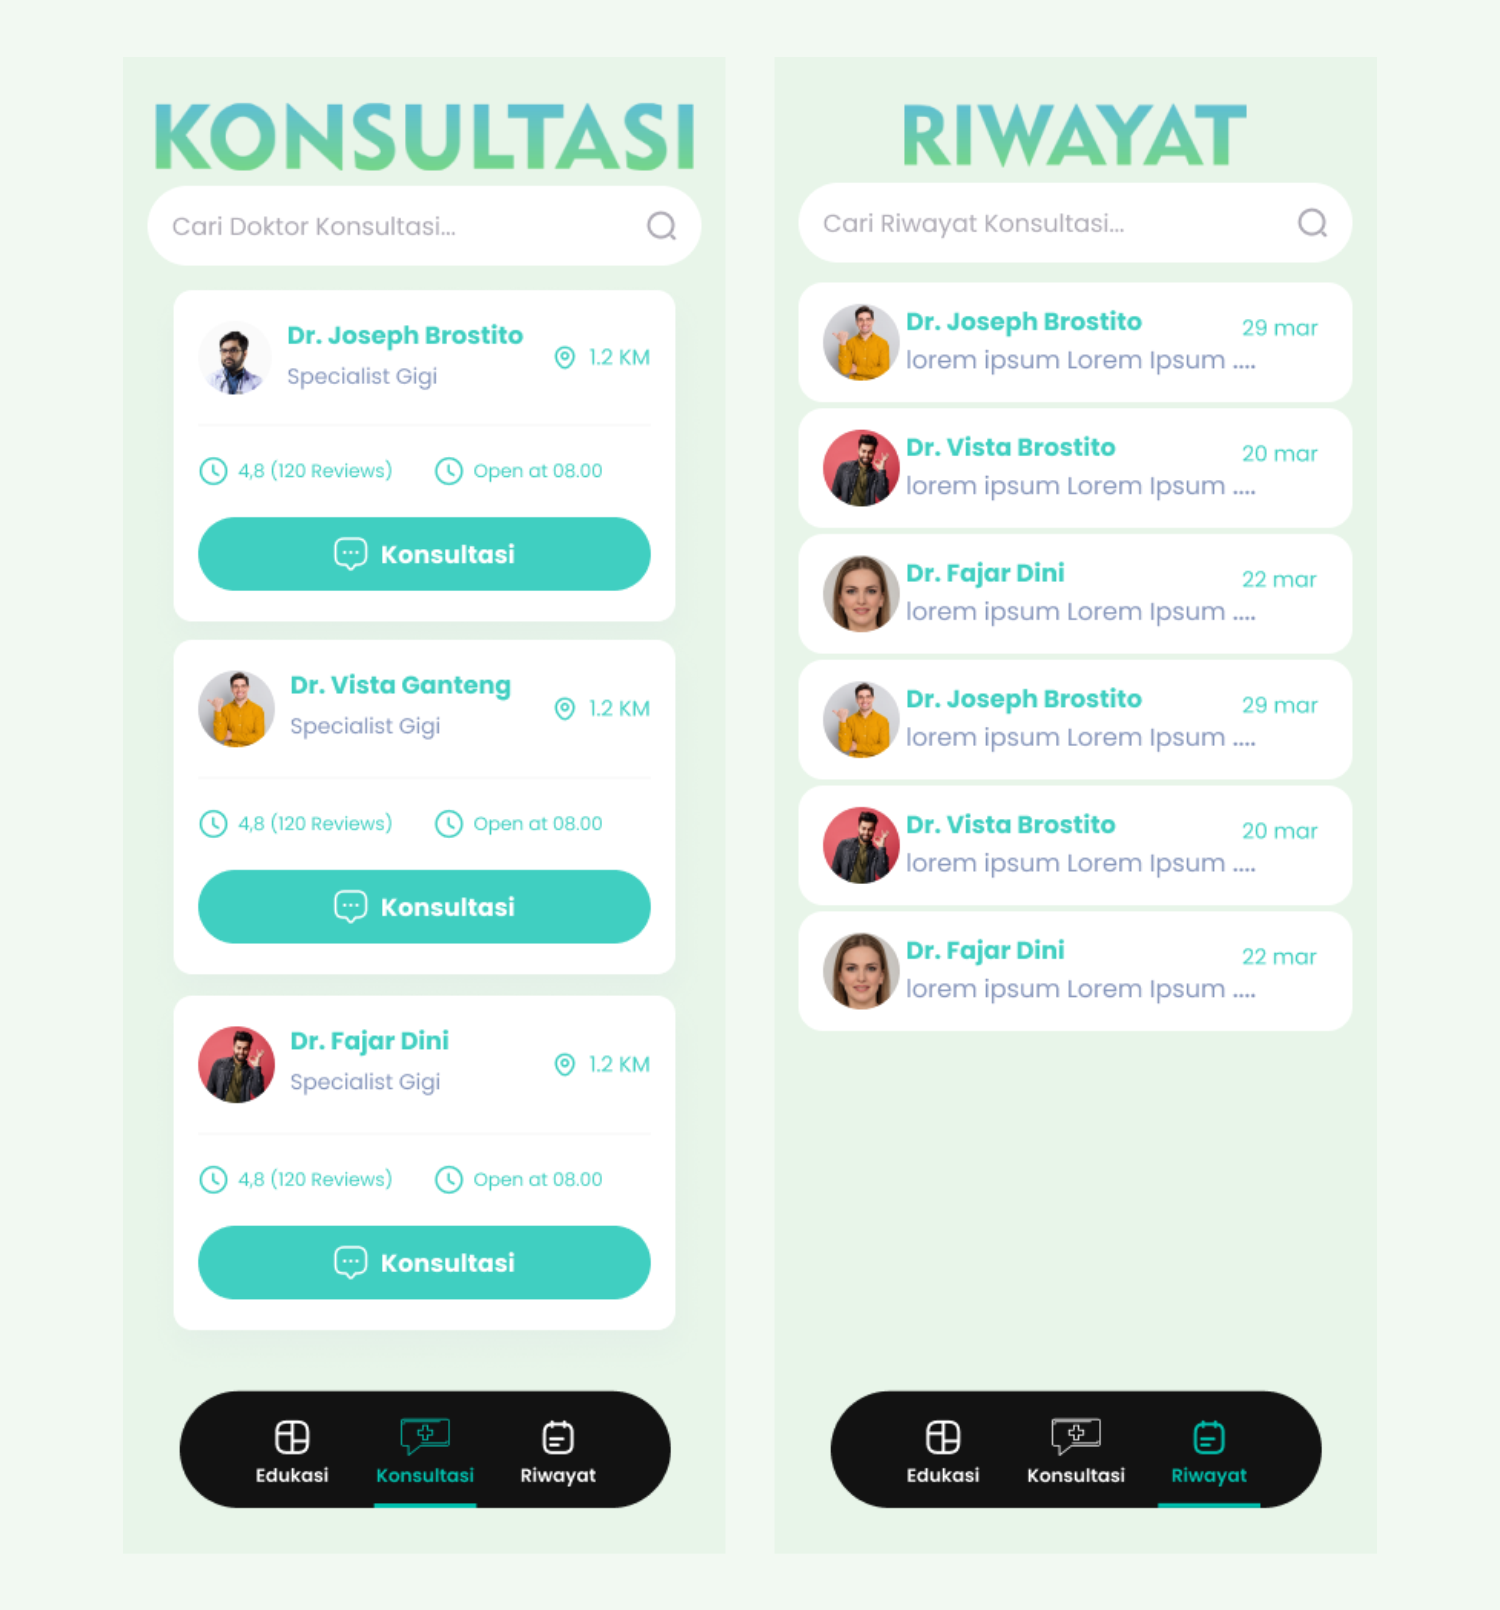 KONSULTASI
Cari Doktor Konsultasi...
Dr. Joseph Brostito
Specialist Gigi
1.2 KM
4,8 (120 Reviews)
Open at 08.00
Konsultasi
Dr. Vista Ganteng
Specialist Gigi
1.2 KM
4,8 (120 Reviews)
Open at 08.00
Konsultasi
Dr. Fajar Dini
Specialist Gigi
1.2 KM
4,8 (120 Reviews)
Open at 08.00
Konsultasi
Edukasi
Konsultasi
Riwayat
RIWAYAT
Cari Riwayat Konsultasi...
Dr. Joseph Brostito
29 mar
lorem ipsum Lorem Ipsum ....
Dr. Vista Brostito
20 mar
lorem ipsum Lorem Ipsum ....
Dr. Fajar Dini
22 mar
lorem ipsum Lorem Ipsum ....
Dr. Joseph Brostito
29 mar
lorem ipsum Lorem Ipsum ....
Dr. Vista Brostito
20 mar
lorem ipsum Lorem Ipsum ....
Dr. Fajar Dini
22 mar
lorem ipsum Lorem Ipsum ....
Edukasi
Konsultasi
Riwayat